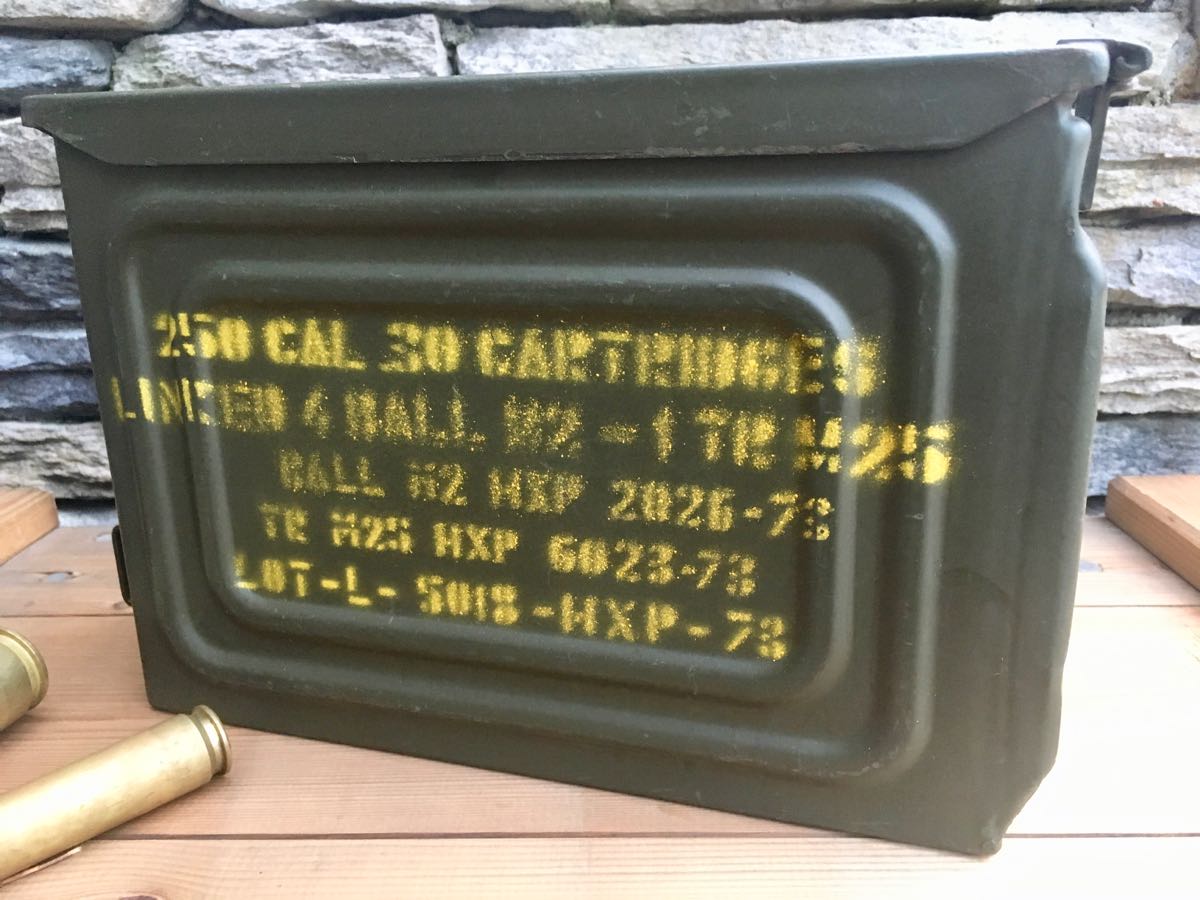 250 CAL .30 CARTRIDGES
LINKED 4 BALL M2 - 1 TR M25
BALL M2 HXP 2026-73
TR M25 HXP 6023-73
LOT-L- 5018 -HXP- 73